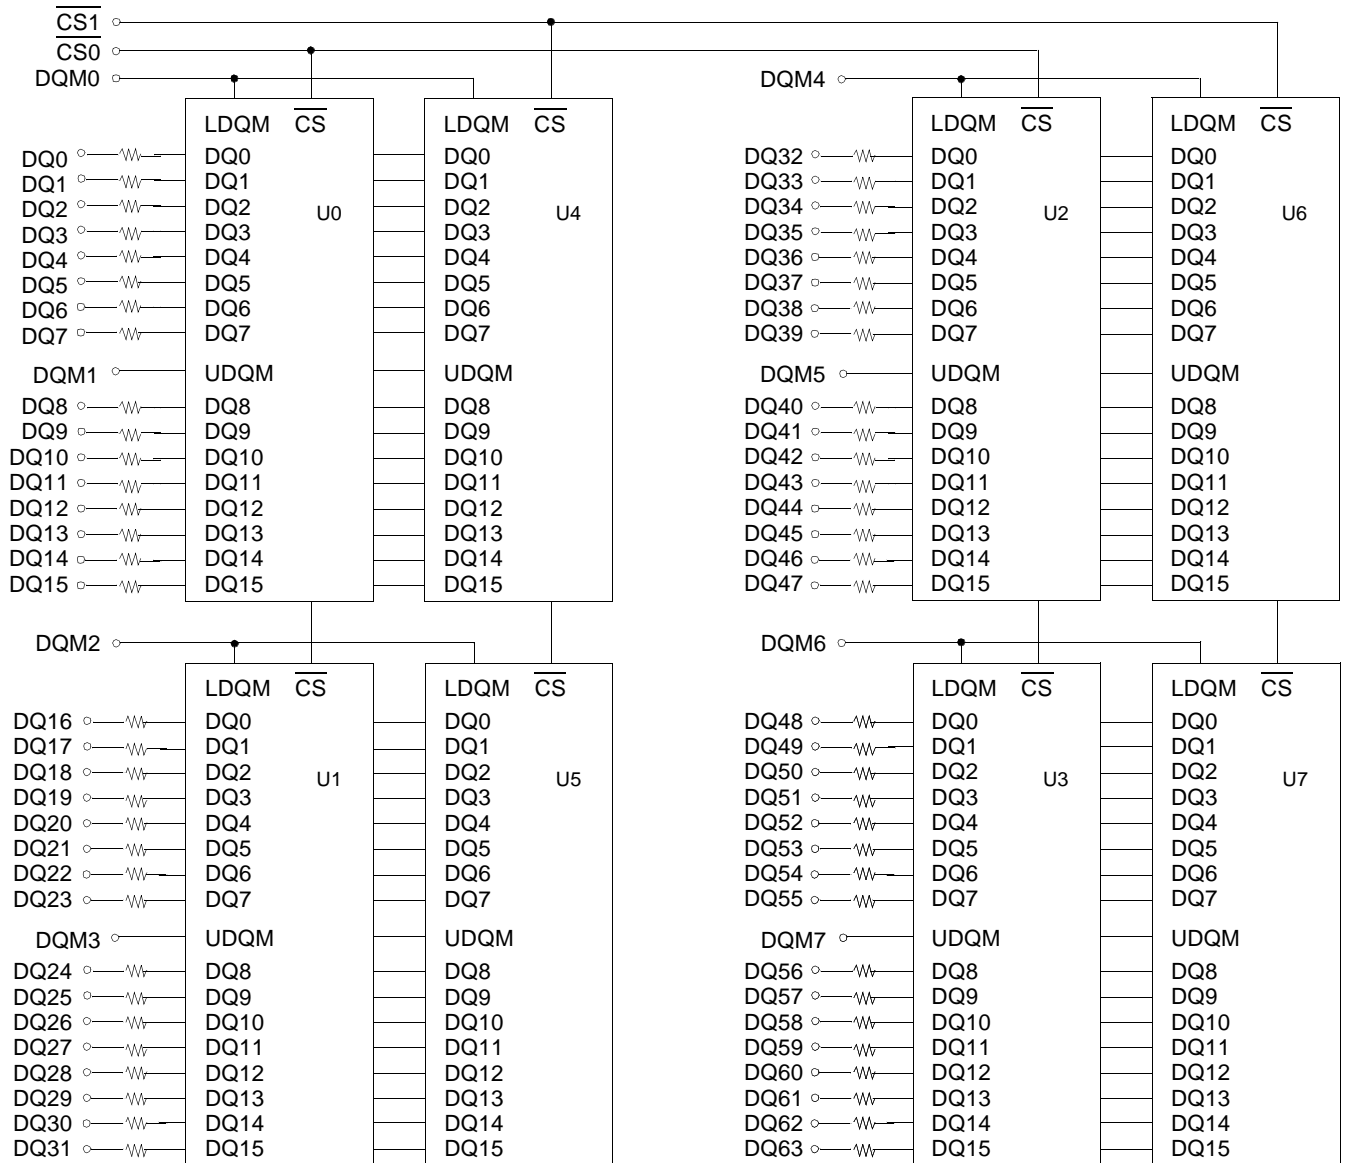 CS1
CS0
DQM0 DQM4
LDQM CS LDQM CS LDQM CS LDQM CS
DQ0 DQ0 DQ0 DQ32 DQ0 DQ0
DQ1 DQ1 DQ1 DQ33 DQ1 DQ1
DQ2 DQ2 U0 DQ2 U4 DQ34 DQ2 U2 DQ2 U6
DQ3 DQ3 DQ3 DQ35 DQ3 DQ3
DQ4 DQ4 DQ4 DQ36 DQ4 DQ4
DQ5 DQ5 DQ5 DQ37 DQ5 DQ5
DQ6 DQ6 DQ6 DQ38 DQ6 DQ6
DQ7 DQ7 DQ7 DQ39 DQ7 DQ7
DQM1 UDQM UDQM DQM5 UDQM UDQM
DQ8 DQ8 DQ8 DQ40 DQ8 DQ8
DQ9 DQ9 DQ9 DQ41 DQ9 DQ9
DQ10 DQ10 DQ10 DQ42 DQ10 DQ10
DQ11 DQ11 DQ11 DQ43 DQ11 DQ11
DQ12 DQ12 DQ12 DQ44 DQ12 DQ12
DQ13 DQ13 DQ13 DQ45 DQ13 DQ13
DQ14 DQ14 DQ14 DQ46 DQ14 DQ14
DQ15 DQ15 DQ15 DQ47 DQ15 DQ15
DQM2 DQM6
LDQM CS LDQM CS LDQM CS LDQM CS
DQ16 DQ0 DQ0 DQ48 DQ0 DQ0
DQ17 DQ1 DQ1 DQ49 DQ1 DQ1
DQ18 DQ2 U1 DQ2 U5 DQ50 DQ2 U3 DQ2 U7
DQ19 DQ3 DQ3 DQ51 DQ3 DQ3
DQ20 DQ4 DQ4 DQ52 DQ4 DQ4
DQ21 DQ5 DQ5 DQ53 DQ5 DQ5
DQ22 DQ6 DQ6 DQ54 DQ6 DQ6
DQ23 DQ7 DQ7 DQ55 DQ7 DQ7
DQM3 UDQM UDQM DQM7 UDQM UDQM
DQ24 DQ8 DQ8 DQ56 DQ8 DQ8
DQ25 DQ9 DQ9 DQ57 DQ9 DQ9
DQ26 DQ10 DQ10 DQ58 DQ10 DQ10
DQ27 DQ11 DQ11 DQ59 DQ11 DQ11
DQ28 DQ12 DQ12 DQ60 DQ12 DQ12
DQ29 DQ13 DQ13 DQ61 DQ13 DQ13
DQ30 DQ14 DQ14 DQ62 DQ14 DQ14
DQ31 DQ15 DQ15 DQ63 DQ15 DQ15